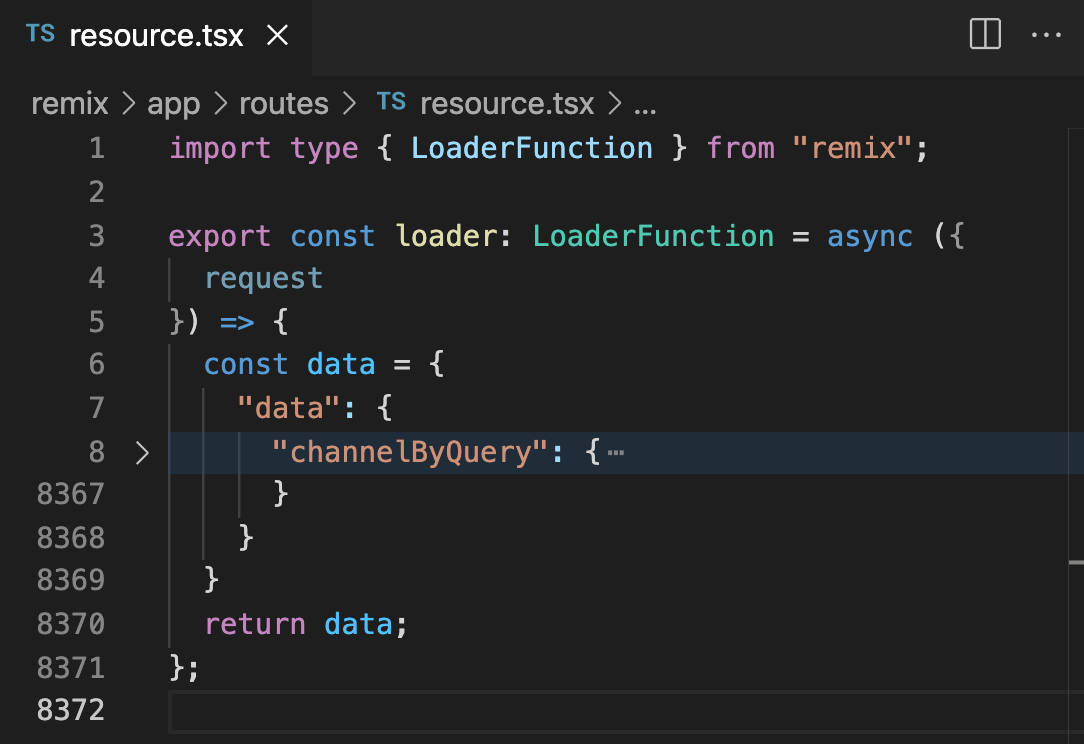 TS resource.tsx
remix > app > routes > TS resource.tsx > ...
1 import type { LoaderFunction } from "remix";
2
3 export const loader: LoaderFunction = async ({
4 request
5 }) => {
6 const data = {
7 "data": {
8 "channelByQuery": {…
8367 }
8368 }
8369 }
8370 return data;
8371 };
8372